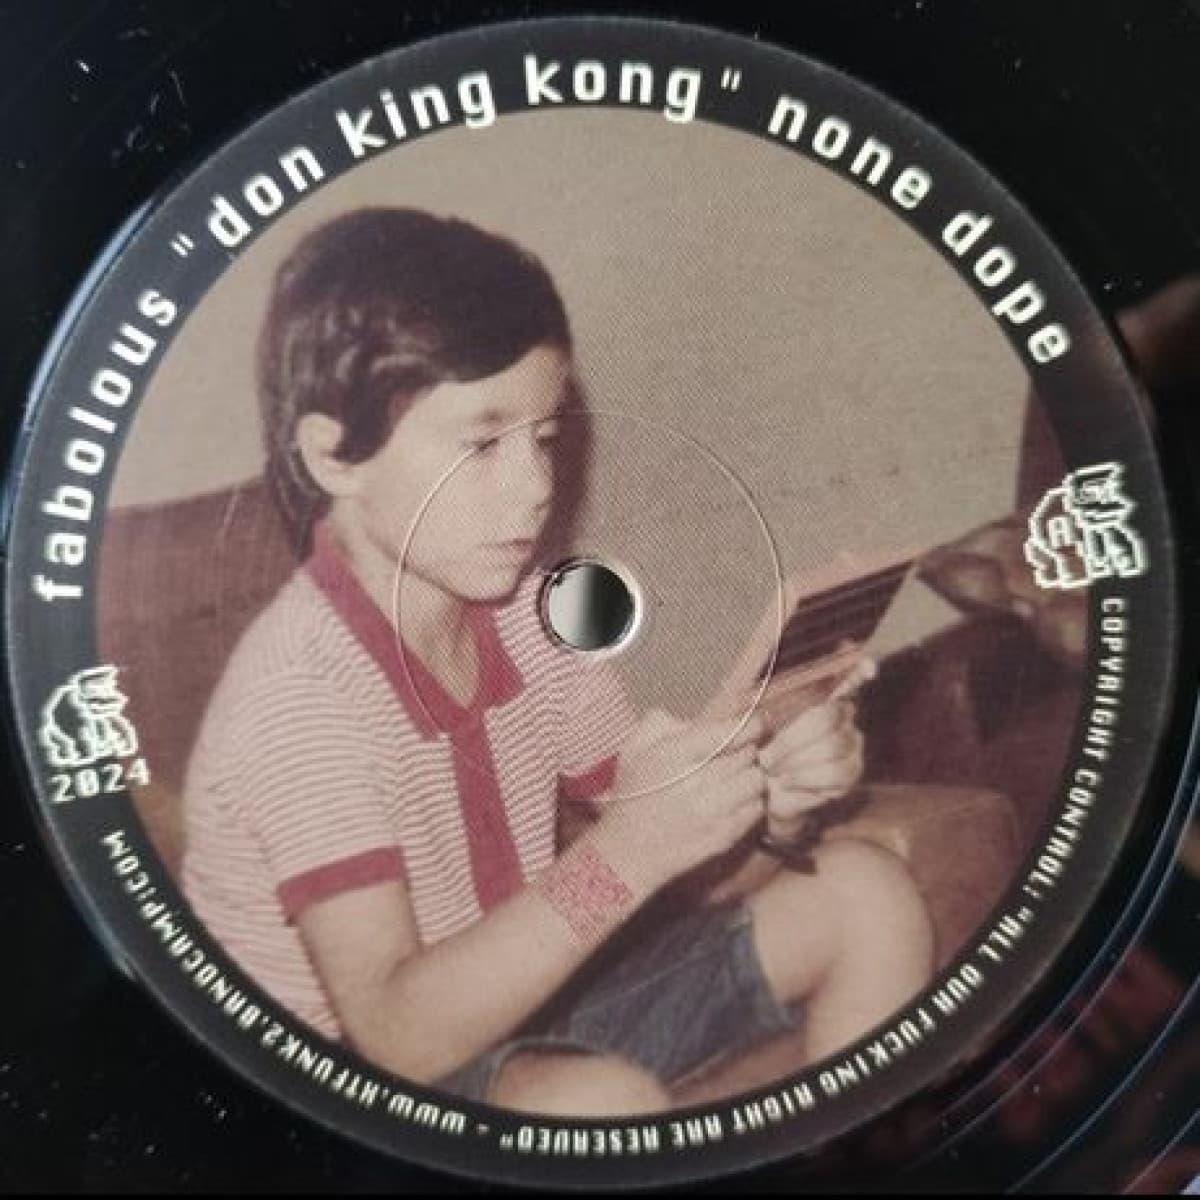 fabolous "don king kong" none dope
A
COPYRIGHT CONTROL: "ALL OUR FUCKING RIGHT ARE RESERVED" - WWW.HTFUNK2.BANDCAMP:COM
2024